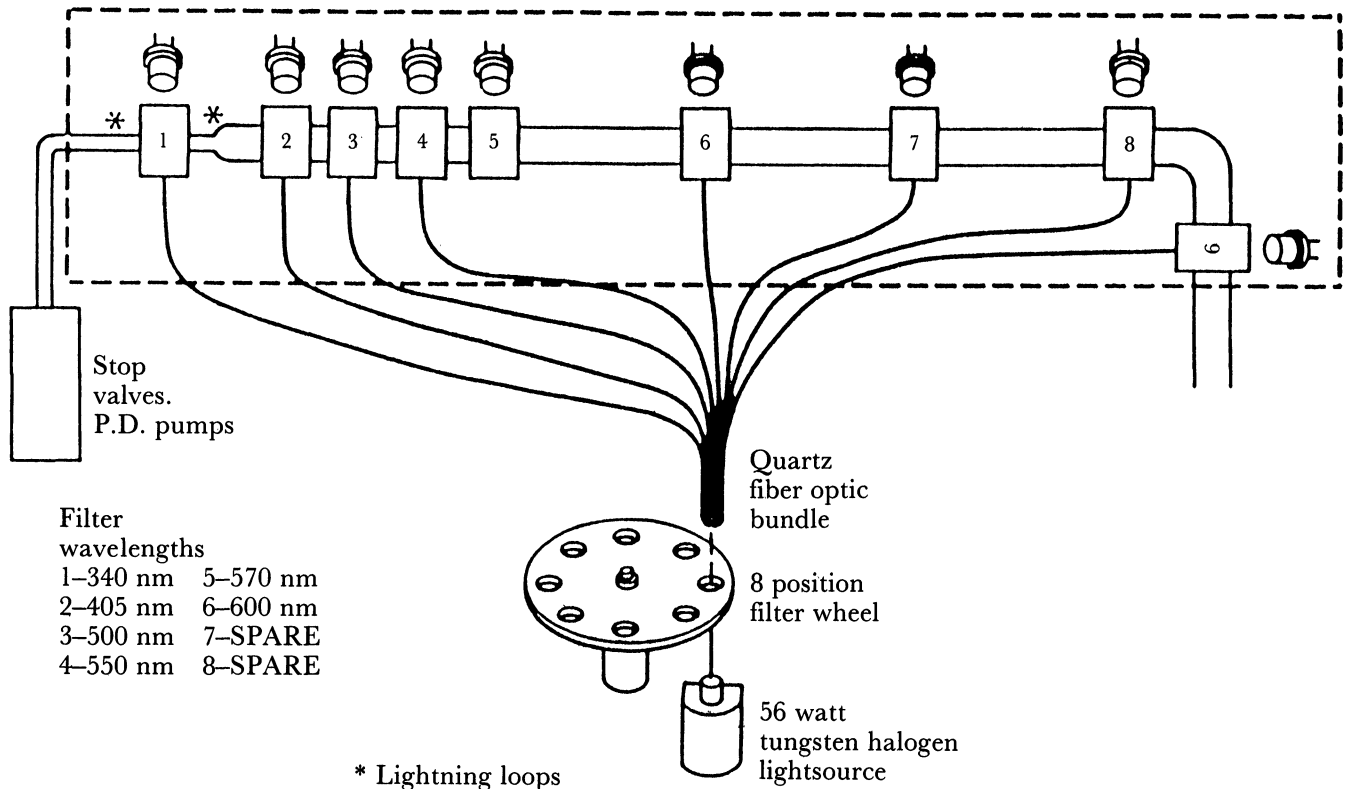 * *
1 2 3 4 5 6 7 8
9
Stop
valves.
P.D. pumps
Quartz
fiber optic
bundle
Filter
wavelengths
1–340 nm 5–570 nm
2–405 nm 6–600 nm
3–500 nm 7–SPARE
4–550 nm 8–SPARE
8 position
filter wheel
56 watt
tungsten halogen
lightsource
* Lightning loops